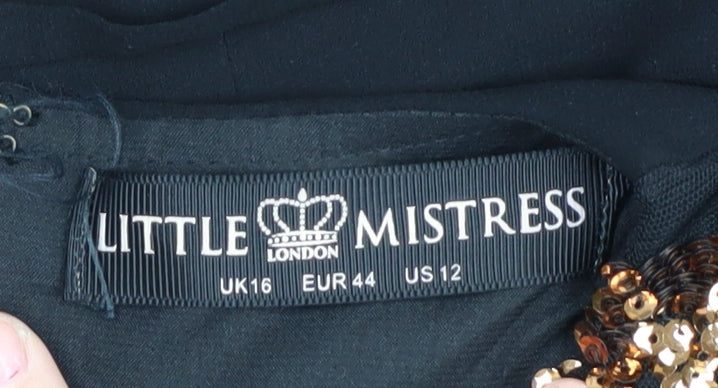 LITTLE MISTRESS
LONDON
UK16 EUR 44 US 12